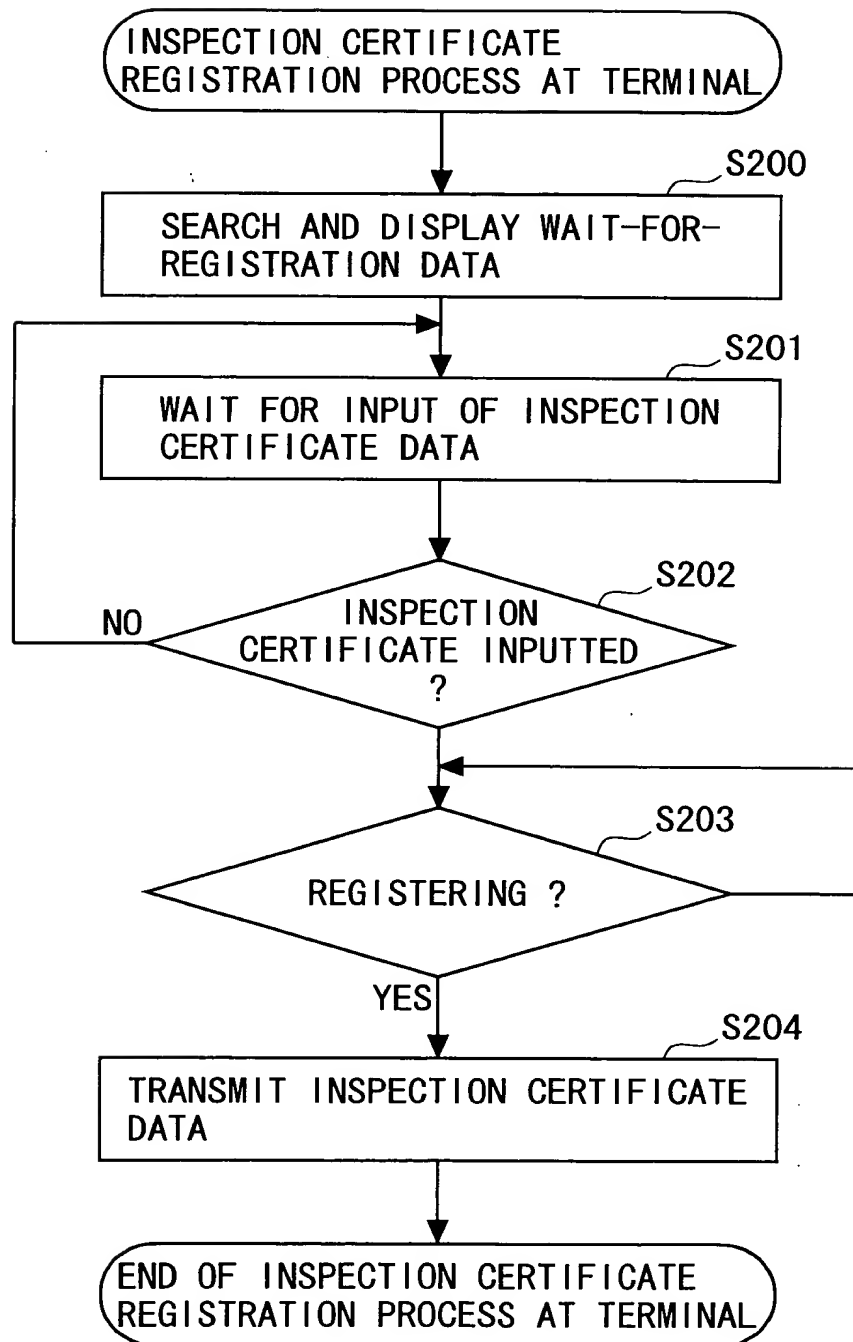 INSPECTION CERTIFICATE
REGISTRATION PROCESS AT TERMINAL
S200
SEARCH AND DISPLAY WAIT-FOR-
REGISTRATION DATA
S201
WAIT FOR INPUT OF INSPECTION
CERTIFICATE DATA
S202
NO
INSPECTION
CERTIFICATE INPUTTED
?
S203
REGISTERING ?
YES
S204
TRANSMIT INSPECTION CERTIFICATE
DATA
END OF INSPECTION CERTIFICATE
REGISTRATION PROCESS AT TERMINAL